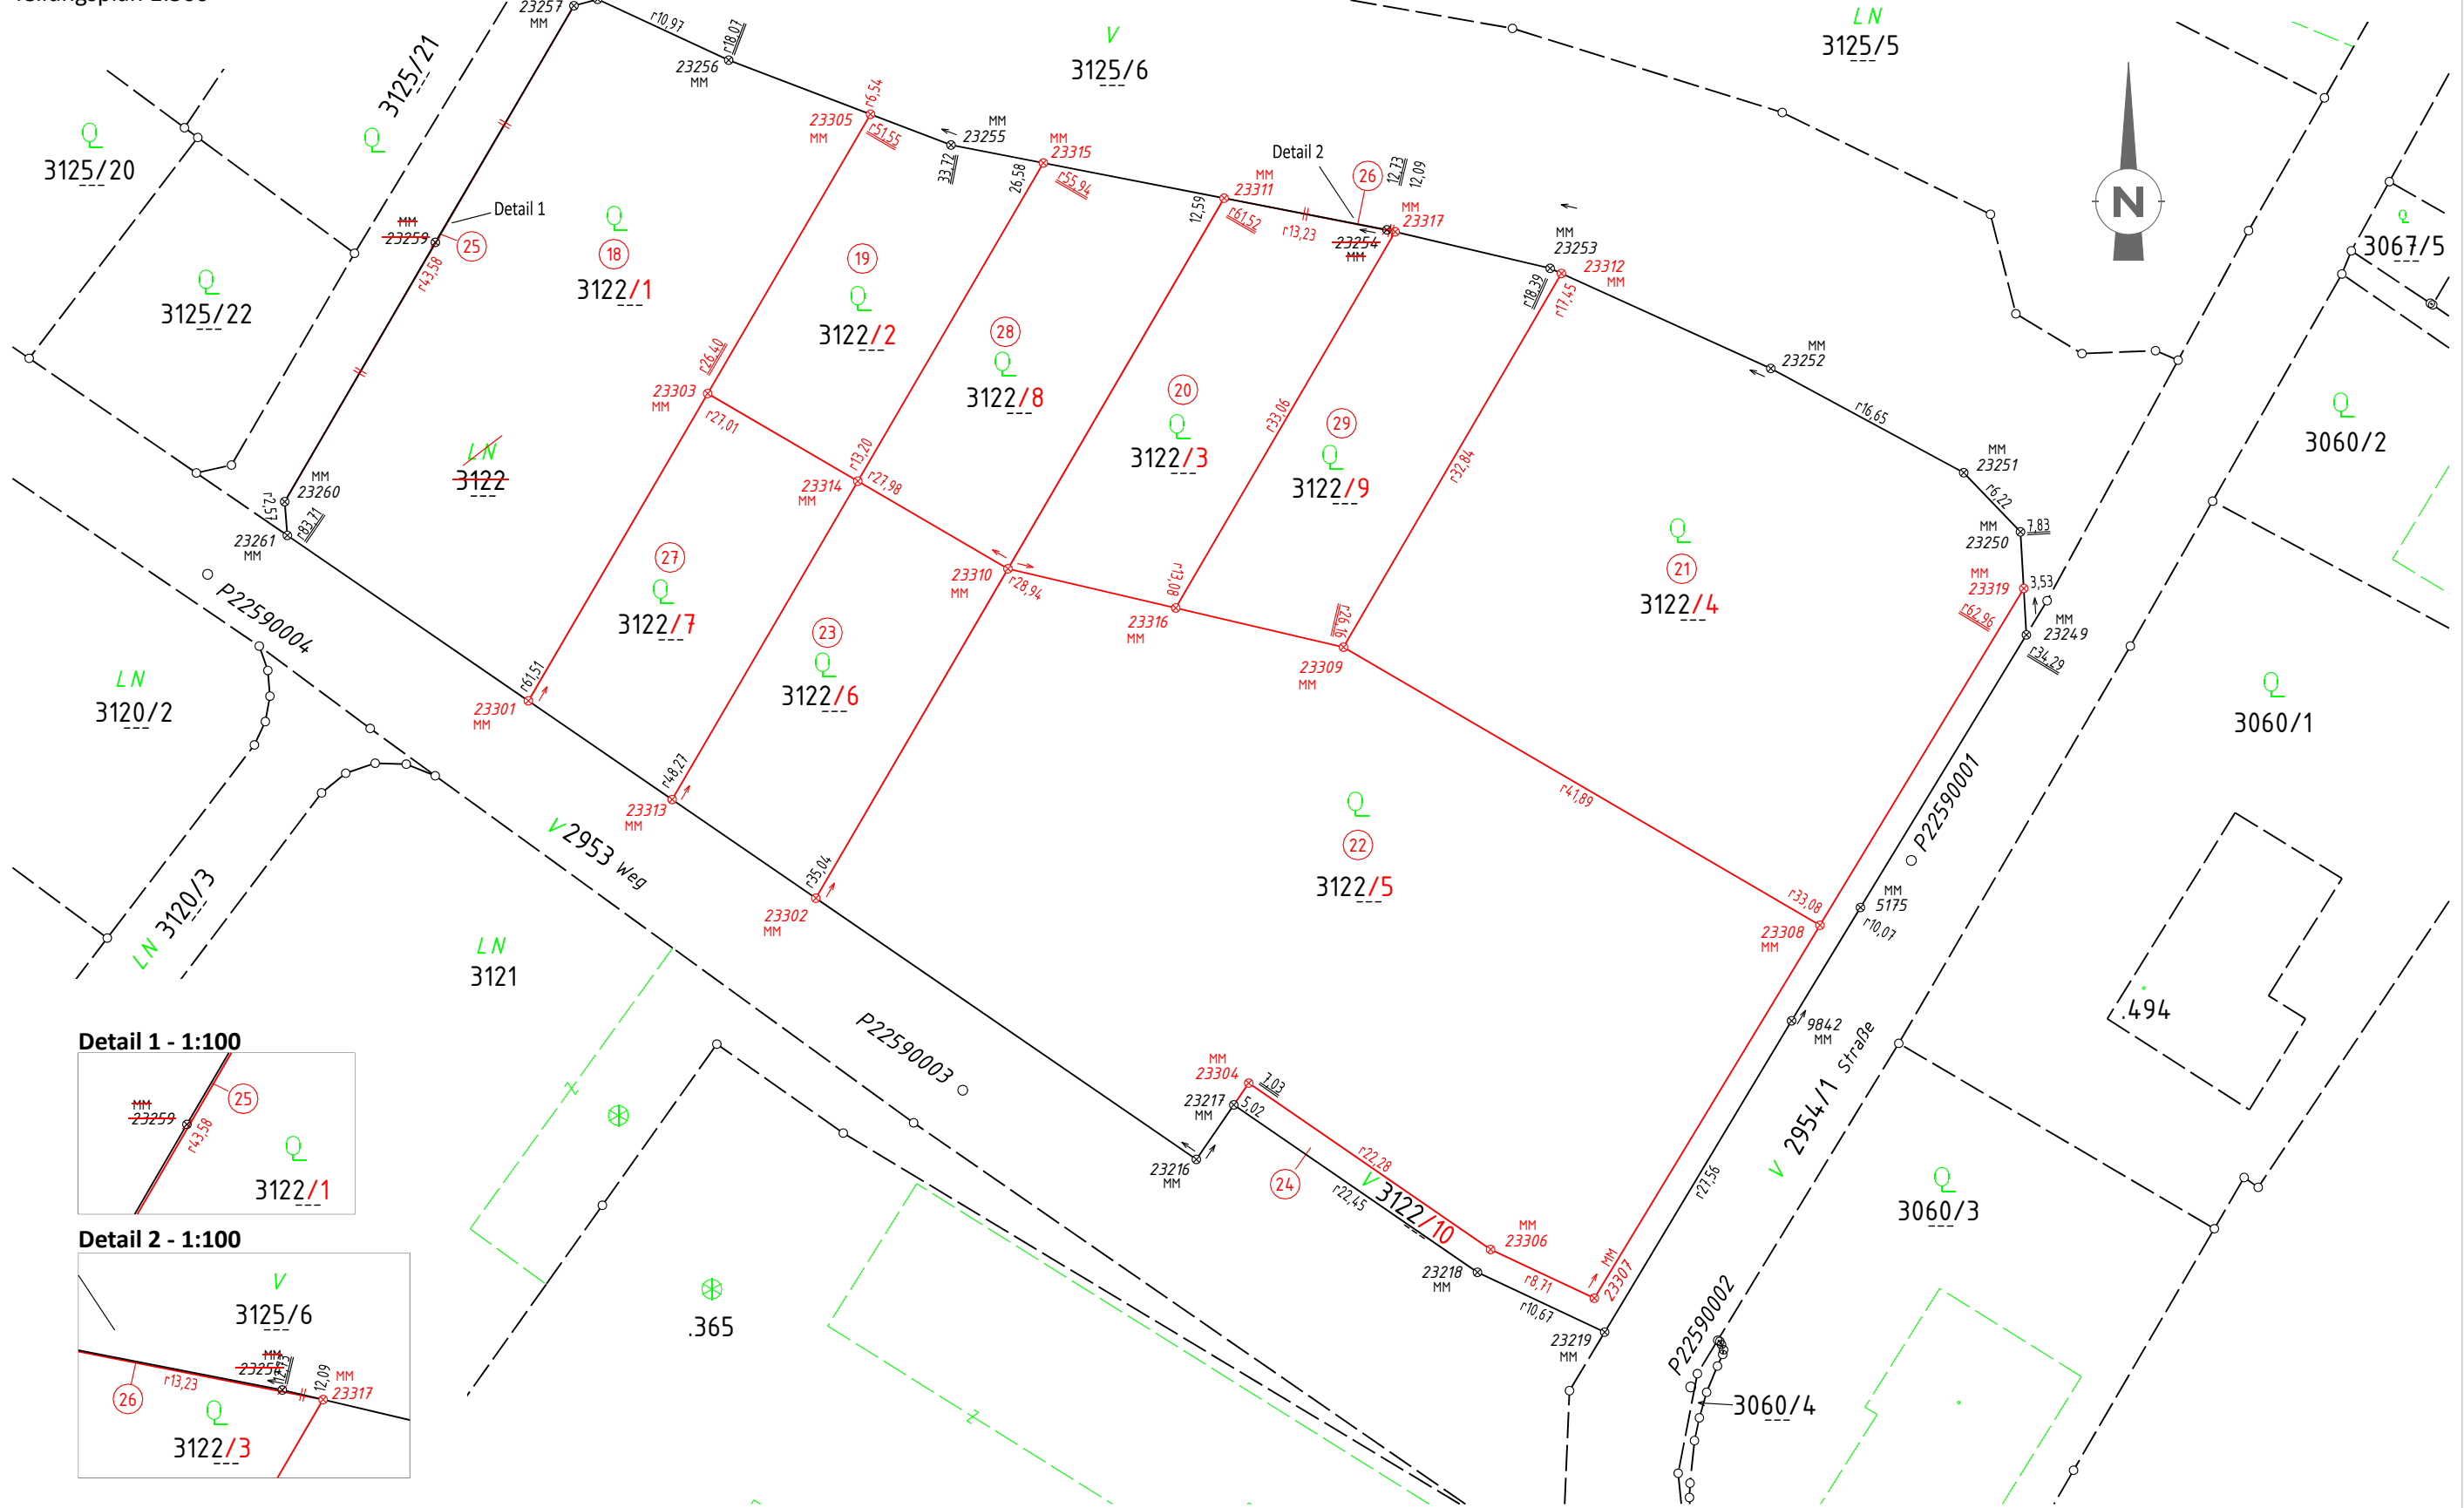 23257
MM
r10,97
r18,07
23256
MM
3125/21
Q
V
3125/6
LN
3125/5
Q
3125/20
Q
3125/22
r6,54
23305
MM
r51,55
MM
23255
33,72
MM
23315
26,58
r55,94
Detail 2
MM
23311
12,59
r61,52
r13,23
26
12,73
12,09
MM
23317
23254
MM
MM
23253
r18,39
23312
MM
r17,45
N
Q
3067/5
Detail 1
MM
23259
25
r43,58
Q
18
3122/1
19
Q
3122/2
28
Q
3122/8
20
Q
3122/3
r33,06
29
Q
3122/9
r32,84
MM
23252
r16,65
MM
23251
r6,22
MM
23250
7,83
Q
3060/2
r26,40
23303
MM
r27,01
LN
3122
r13,20
23314
MM
r27,98
MM
23260
r2,57
23261
MM
r83,71
P22590004
27
Q
3122/7
23
Q
3122/6
23310
MM
r28,94
r13,08
23316
MM
r26,16
23309
MM
Q
21
3122/4
MM
23319
3,53
r62,96
MM
23249
r34,29
Q
3060/1
LN
3120/2
r61,51
23301
MM
r48,27
23313
MM
r35,04
23302
MM
V 2953 Weg
LN 3120/3
LN
3121
Q
22
3122/5
r41,89
r33,08
23308
MM
P22590001
MM
5175
r10,07
9842
MM
.494
Detail 1 - 1:100
MM
23259
25
r43,58
Q
3122/1
P22590003
MM
23304
7,03
23217
MM
5,02
23216
MM
24
r22,28
r22,45
V 3122/10
MM
23306
23218
MM
r8,71
r10,67
MM
23307
23219
MM
r27,56
V 2954/1 Straße
Q
3060/3
P22590002
3060/4
.365
Detail 2 - 1:100
V
3125/6
MM
12,73
12,09
MM
23317
r13,23
26
Q
3122/3